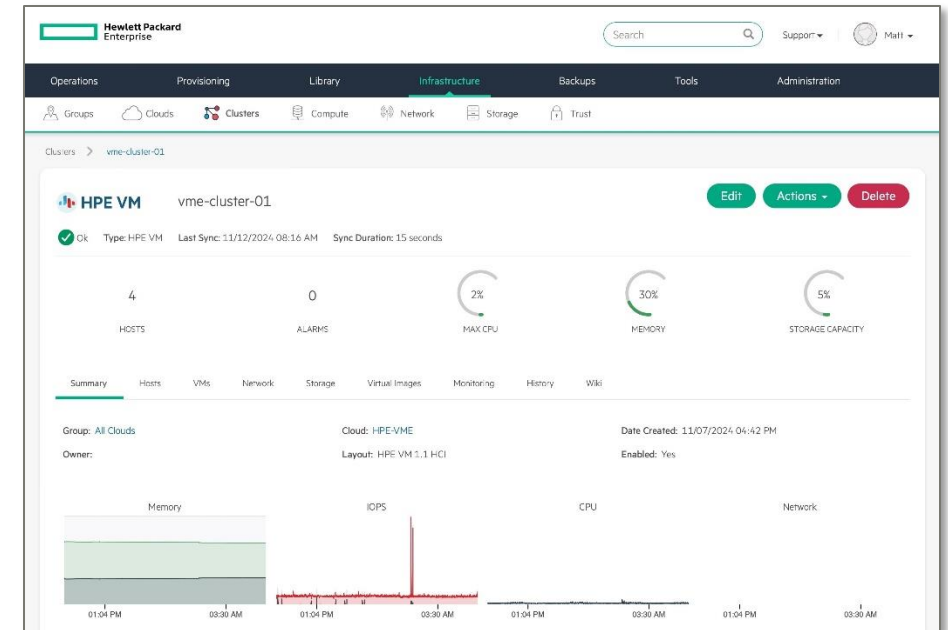 Hewlett Packard
Enterprise
Search
Support
Matt
Operations Provisioning Library Infrastructure Backups Tools Administration
Groups Clouds Clusters Compute Network Storage Trust
Clusters > vme-cluster-01
HPE VM vme-cluster-01 Edit Actions Delete
Ok Type: HPE VM Last Sync: 11/12/2024 08:16 AM Sync Duration: 15 seconds
4 0 2% 30% 5%
HOSTS ALARMS MAX CPU MEMORY STORAGE CAPACITY
Summary Hosts VMs Network Storage Virtual Images Monitoring History Wiki
Group: All Clouds Cloud: HPE-VME Date Created: 11/07/2024 04:42 PM
Owner: Layout: HPE VM 1.1 HCI Enabled: Yes
Memory IOPS CPU Network
01:04 PM 03:30 AM 01:04 PM 03:30 AM 01:04 PM 03:30 AM 01:04 PM 03:30 AM